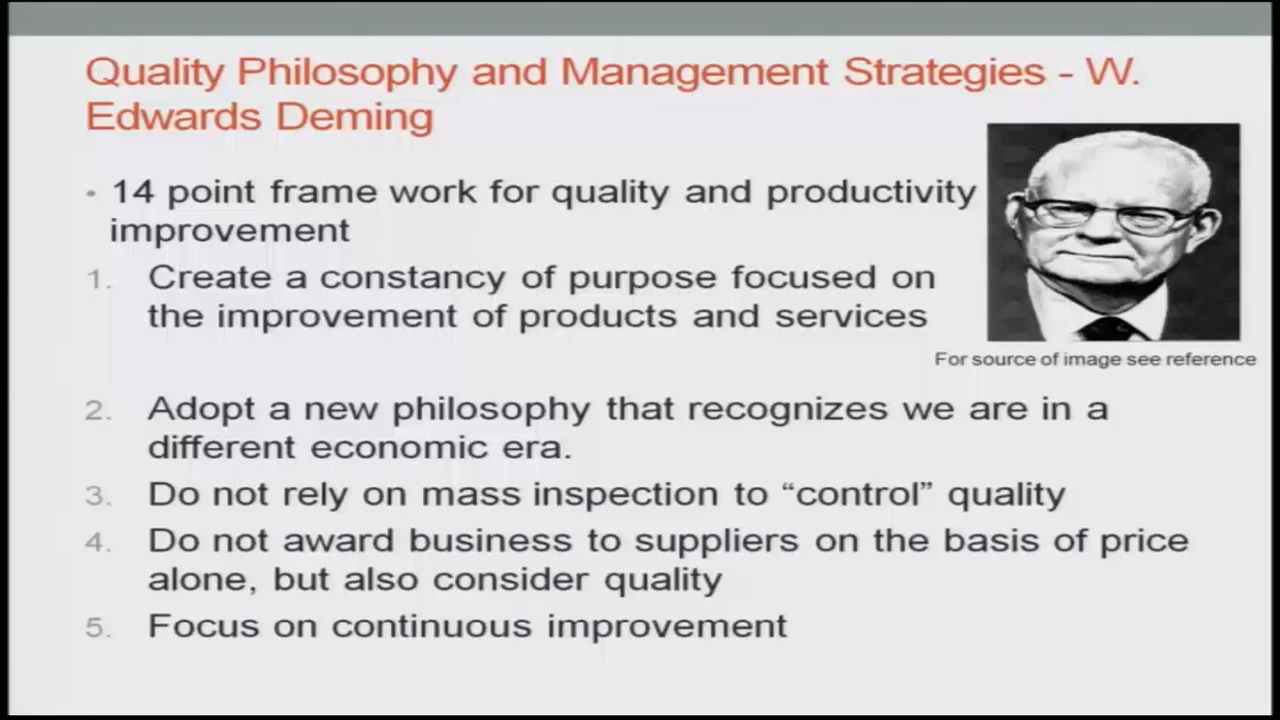 Quality Philosophy and Management Strategies - W.
Edwards Deming
• 14 point frame work for quality and productivity
improvement
1. Create a constancy of purpose focused on
the improvement of products and services
For source of image see reference
2. Adopt a new philosophy that recognizes we are in a
different economic era.
3. Do not rely on mass inspection to “control” quality
4. Do not award business to suppliers on the basis of price
alone, but also consider quality
5. Focus on continuous improvement